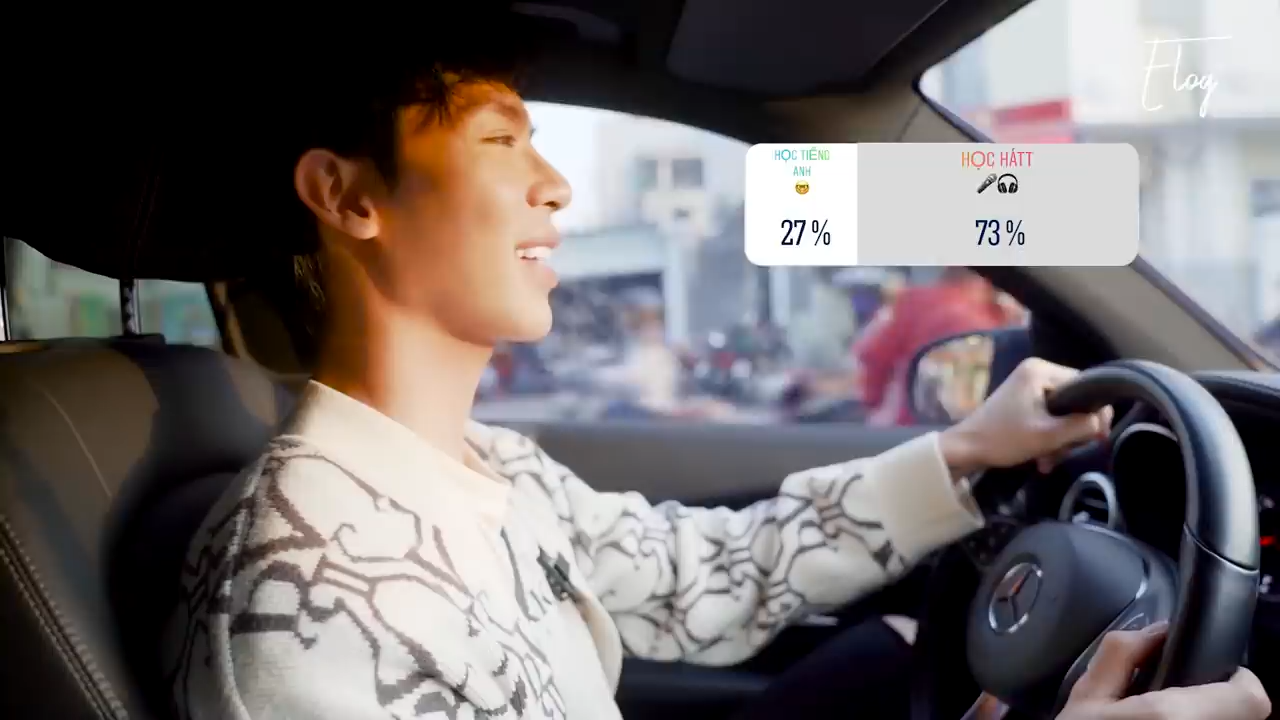 Elog
HỌC TIẾNG
ANH
🤓
HỌC HÁTT
🎤🎧
27%
73%